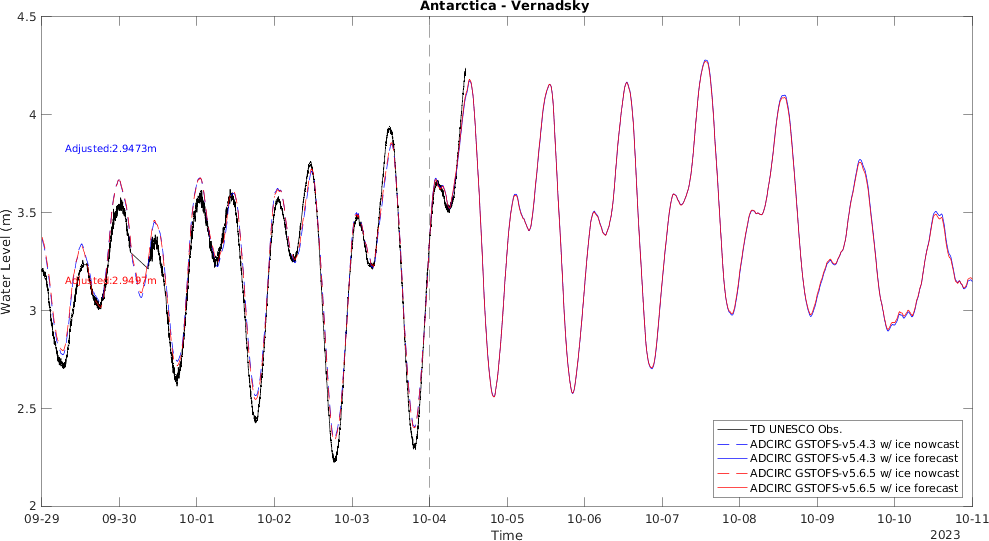 Antarctica - Vernadsky
4.5
4
3.5
3
2.5
2
Water Level (m)
Adjusted:2.9473m
Adjusted:2.9497m
TD UNESCO Obs.
ADCIRC GSTOFS-v5.4.3 w/ ice nowcast
ADCIRC GSTOFS-v5.4.3 w/ ice forecast
ADCIRC GSTOFS-v5.6.5 w/ ice nowcast
ADCIRC GSTOFS-v5.6.5 w/ ice forecast
09-29 09-30 10-01 10-02 10-03 10-04 10-05 10-06 10-07 10-08 10-09 10-10 10-11
Time 2023